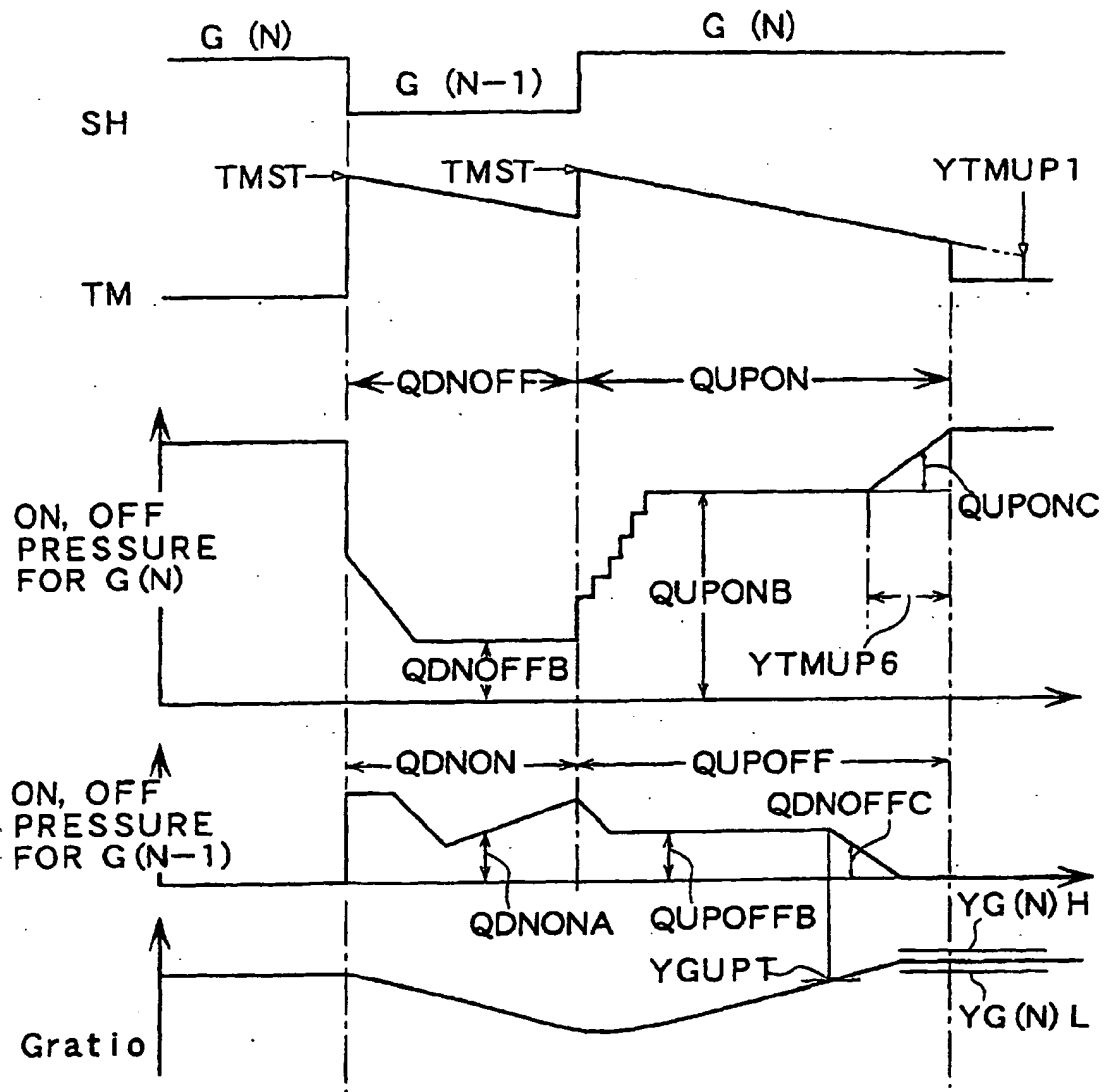 G (N)
G (N)
G (N-1)
SH
TMST
TMST
YTMUP1
TM
QDNOFF
QUPON
ON, OFF
PRESSURE
FOR G(N)
QUPONC
QUPONB
QDNOFFB
YTMUP6
QDNON
QUPOFF
ON, OFF
PRESSURE
FOR G(N-1)
QDNOFFC
QDNONA
QUPOFFB
YG(N)H
YGUPT
YG(N)L
Gratio